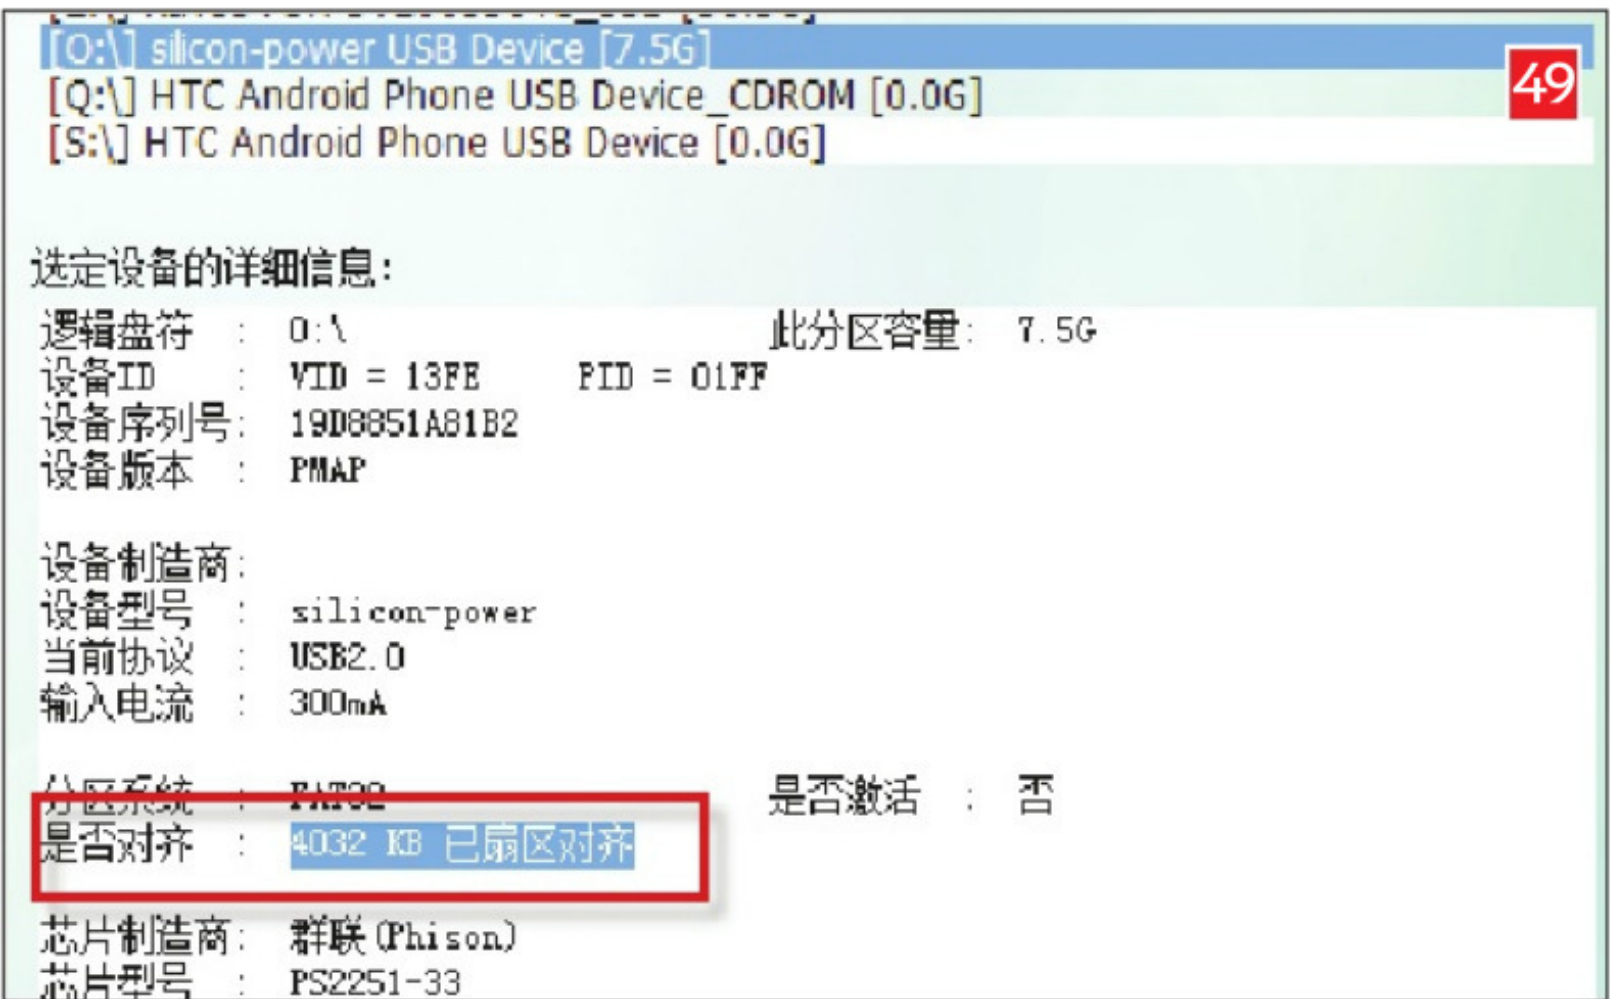 [O:\] silicon-power USB Device [7.5G]
49
[Q:\] HTC Android Phone USB Device_CDROM [0.0G]
[S:\] HTC Android Phone USB Device [0.0G]
选定设备的详细信息:
逻辑盘符 : O:\ 此分区容量: 7.5G
设备ID : VID = 13FE PID = 01FF
设备序列号: 19D8851A81B2
设备版本 : PMAP
设备制造商:
设备型号 : silicon-power
当前协议 : USB2.0
输入电流 : 300mA
分区系统 : FAT32 是否激活 : 否
是否对齐 : 4032 KB 已扇区对齐
芯片制造商: 群联(Phison)
芯片型号 : PS2251-33